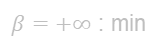 β = +∞ : min